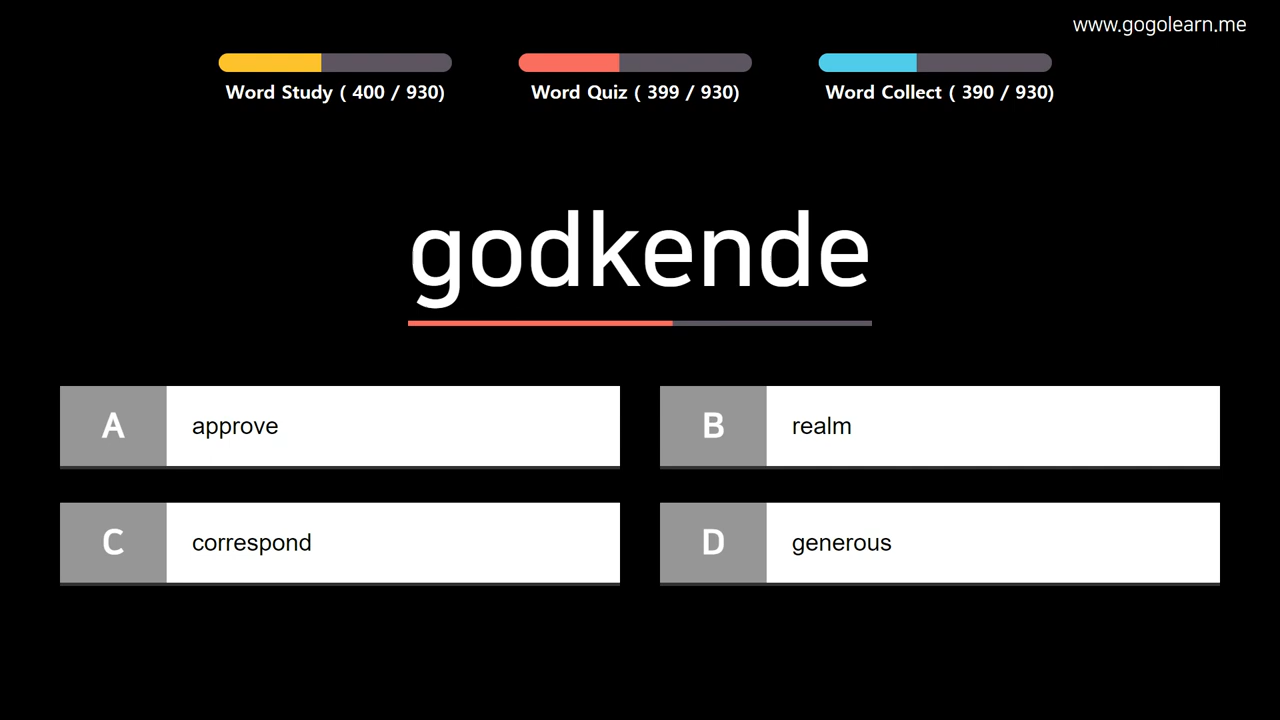 www.gogolearn.me
Word Study ( 400 / 930)
Word Quiz ( 399 / 930)
Word Collect ( 390 / 930)
godkende
A approve
B realm
C correspond
D generous